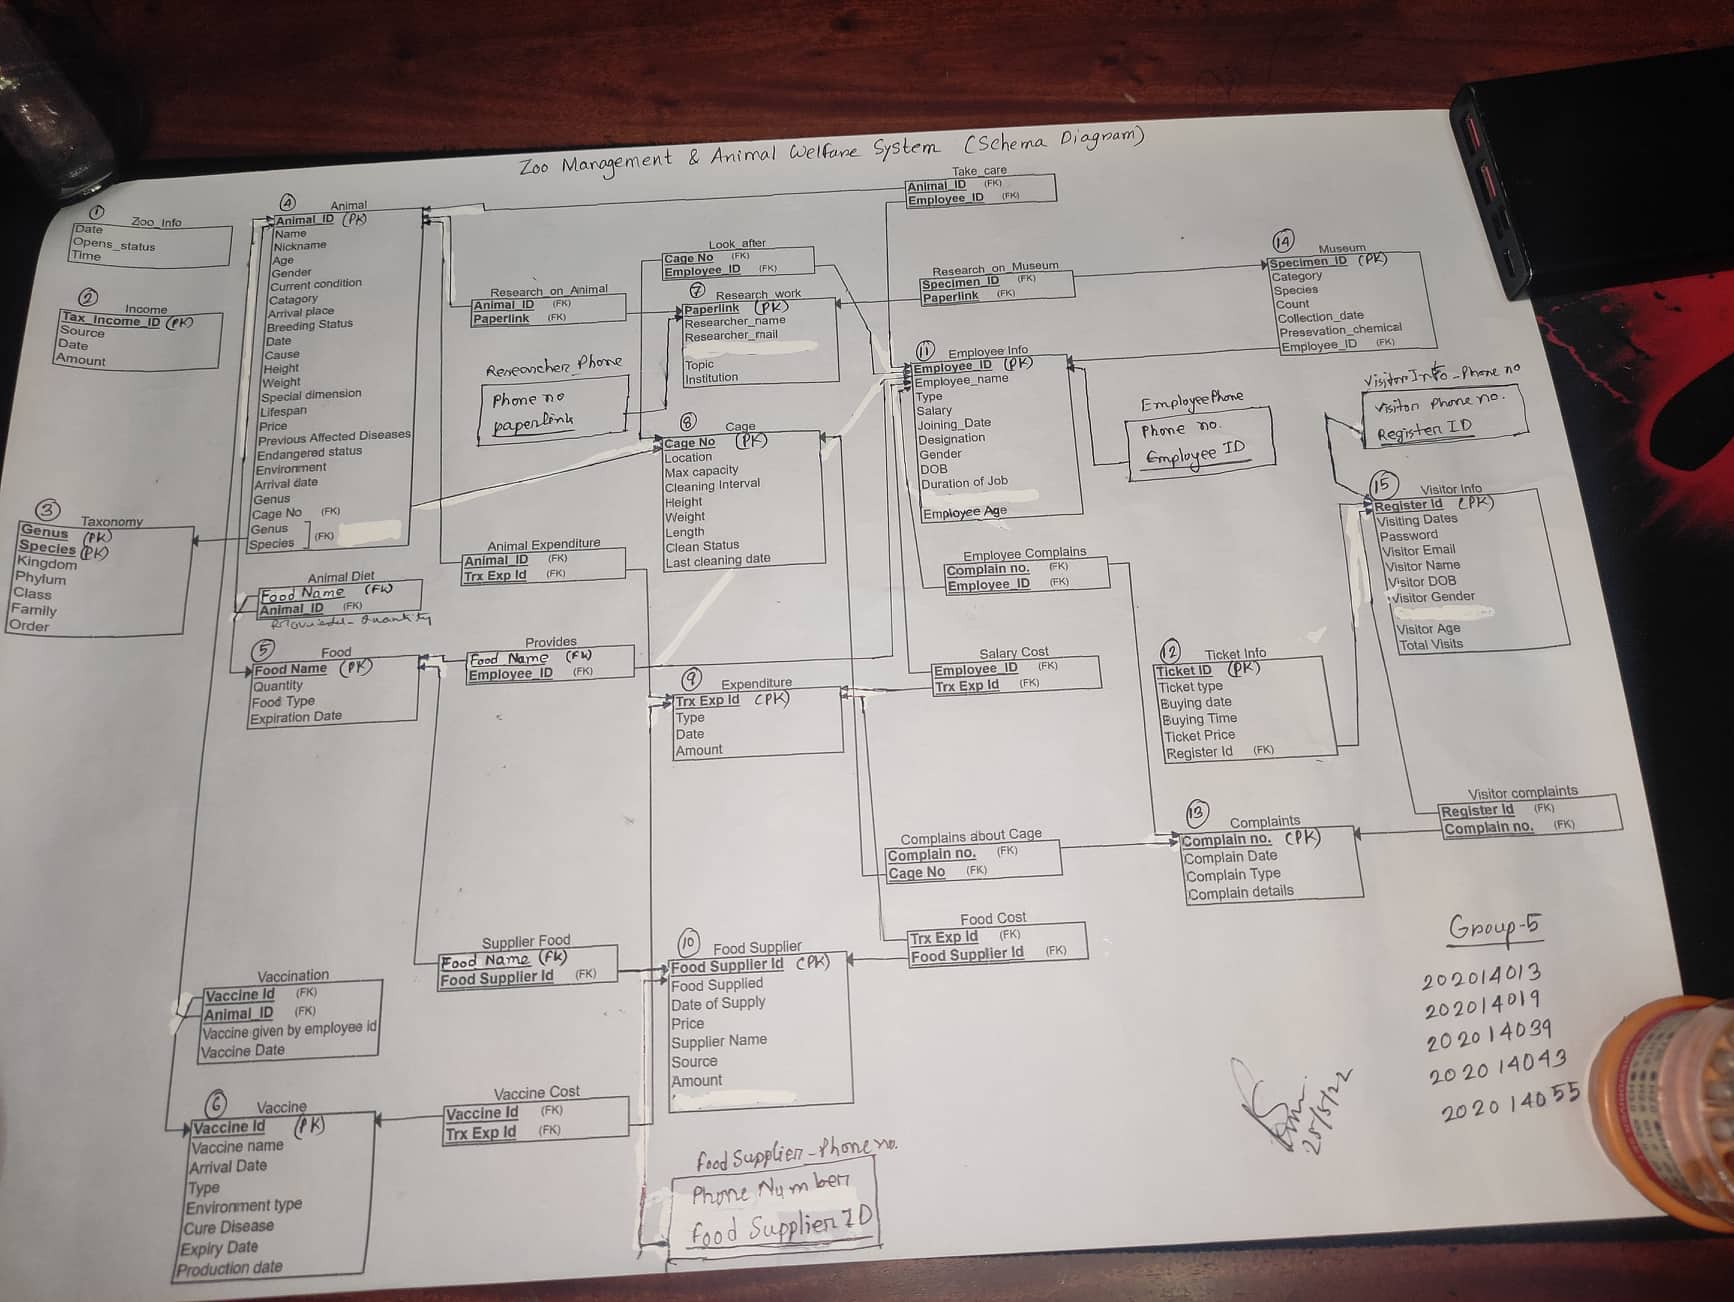 Zoo Management & Animal Welfare System (Schema Diagram)
1
Zoo_Info
Date
Opens_status
Time
2
Income
Tax_Income_ID (PK)
Source
Date
Amount
3
Taxonomy
Genus (PK)
Species (PK)
Kingdom
Phylum
Class
Family
Order
4
Animal
Animal_ID (PK)
Name
Nickname
Age
Gender
Current condition
Catagory
Arrival place
Breeding Status
Date
Cause
Height
Weight
Special dimension
Lifespan
Price
Previous Affected Diseases
Endangered status
Environment
Arrival date
Genus
Cage No (FK)
Genus
Species (FK)
Animal Diet
Food Name (FK)
Animal_ID (FK)
Quantity
5
Food
Food Name (PK)
Quantity
Food Type
Expiration Date
Vaccination
Vaccine Id (FK)
Animal_ID (FK)
Vaccine given by employee id
Vaccine Date
6
Vaccine
Vaccine Id (PK)
Vaccine name
Arrival Date
Type
Environment type
Cure Disease
Expiry Date
Production date
Take_care
Animal_ID (FK)
Employee_ID (FK)
Look_after
Cage No (FK)
Employee_ID (FK)
Research_on_Animal
Animal_ID (FK)
Paperlink (FK)
7
Research_work
Paperlink (PK)
Researcher_name
Researcher_mail
Topic
Institution
Research_on_Museum
Specimen_ID (FK)
Paperlink (FK)
Researcher_Phone
Phone no
paperlink
8
Cage
Cage No (PK)
Location
Max capacity
Cleaning Interval
Height
Weight
Length
Clean Status
Last cleaning date
Animal Expenditure
Animal_ID (FK)
Trx Exp Id (FK)
Provides
Food Name (FK)
Employee_ID (FK)
9
Expenditure
Trx Exp Id (PK)
Type
Date
Amount
Supplier Food
Food Name (FK)
Food Supplier Id (FK)
10
Food Supplier
Food Supplier Id (PK)
Food Supplied
Date of Supply
Price
Supplier Name
Source
Amount
Vaccine Cost
Vaccine Id (FK)
Trx Exp Id (FK)
Food Supplier_Phone no.
Phone Number
Food Supplier ID
11
Employee Info
Employee_ID (PK)
Employee_name
Type
Salary
Joining_Date
Designation
Gender
DOB
Duration of Job
Employee Age
EmployeePhone
Phone no.
Employee ID
Employee Complains
Complain no. (FK)
Employee_ID (FK)
Salary Cost
Employee_ID (FK)
Trx Exp Id (FK)
Complains about Cage
Complain no. (FK)
Cage No (FK)
Food Cost
Trx Exp Id (FK)
Food Supplier Id (FK)
14
Museum
Specimen_ID (PK)
Category
Species
Count
Collection_date
Presevation_chemical
Employee_ID (FK)
Visitor Info_Phone no
Visitor Phone no.
Register ID
15
Visitor Info
Register Id (PK)
Visiting Dates
Password
Visitor Email
Visitor Name
Visitor DOB
Visitor Gender
Visitor Age
Total Visits
12
Ticket Info
Ticket ID (PK)
Ticket type
Buying date
Buying Time
Ticket Price
Register Id (FK)
13
Complaints
Complain no. (PK)
Complain Date
Complain Type
Complain details
Visitor complaints
Register Id (FK)
Complain no. (FK)
Group-5
202014013
202014019
202014039
202014043
202014055
25/5/22